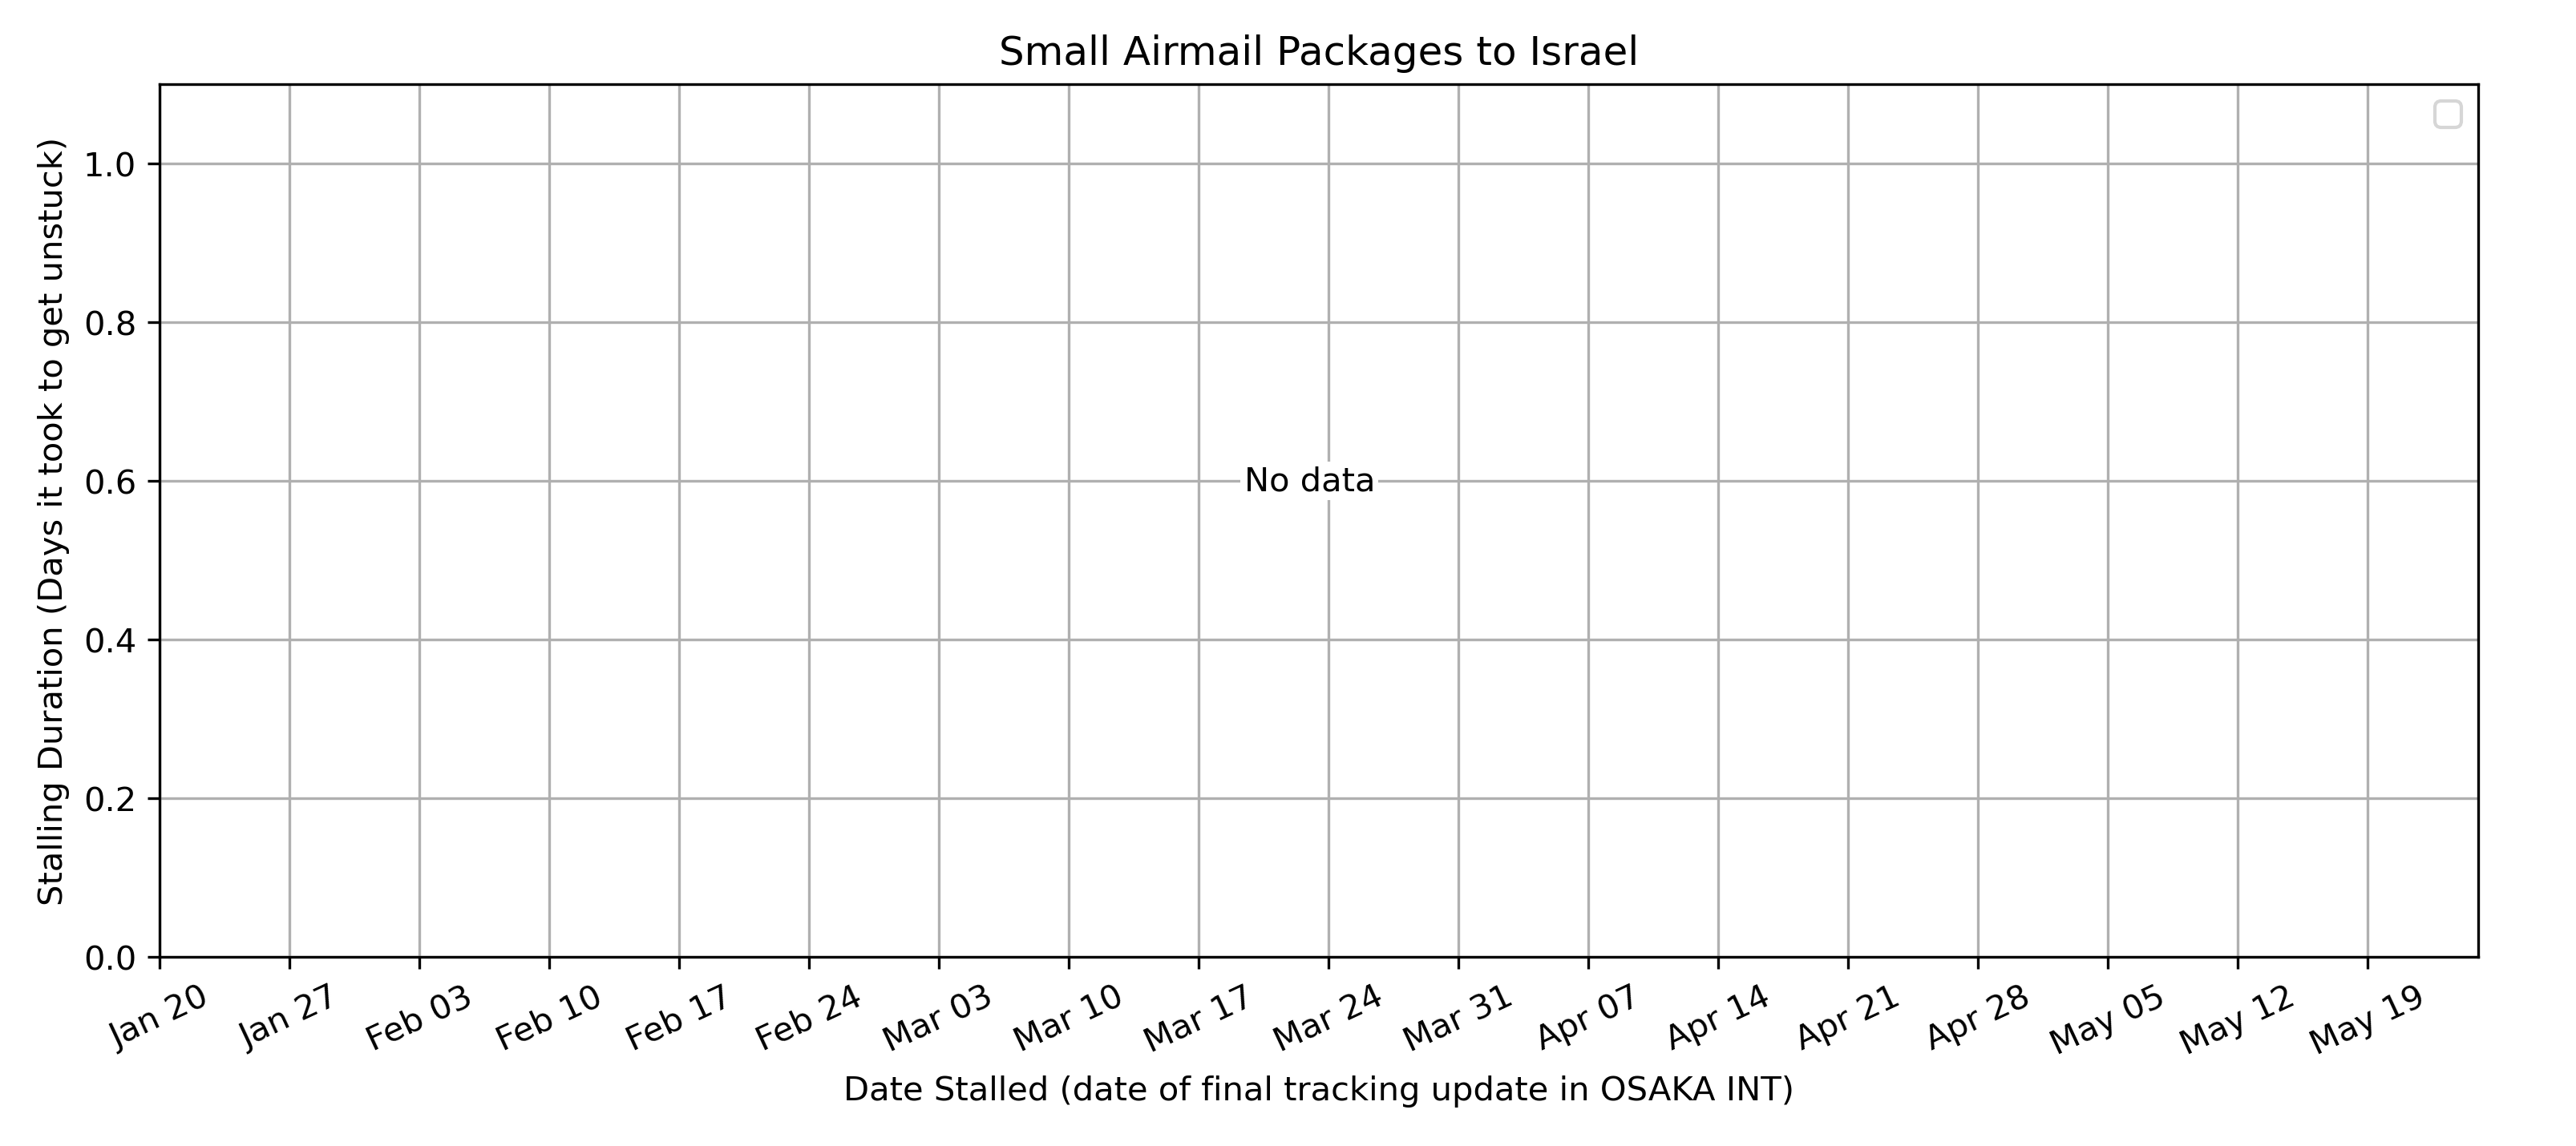 Small Airmail Packages to Israel
Stalling Duration (Days it took to get unstuck)
1.0
0.8
0.6
0.4
0.2
0.0
No data
Jan 20
Jan 27
Feb 03
Feb 10
Feb 17
Feb 24
Mar 03
Mar 10
Mar 17
Mar 24
Mar 31
Apr 07
Apr 14
Apr 21
Apr 28
May 05
May 12
May 19
Date Stalled (date of final tracking update in OSAKA INT)